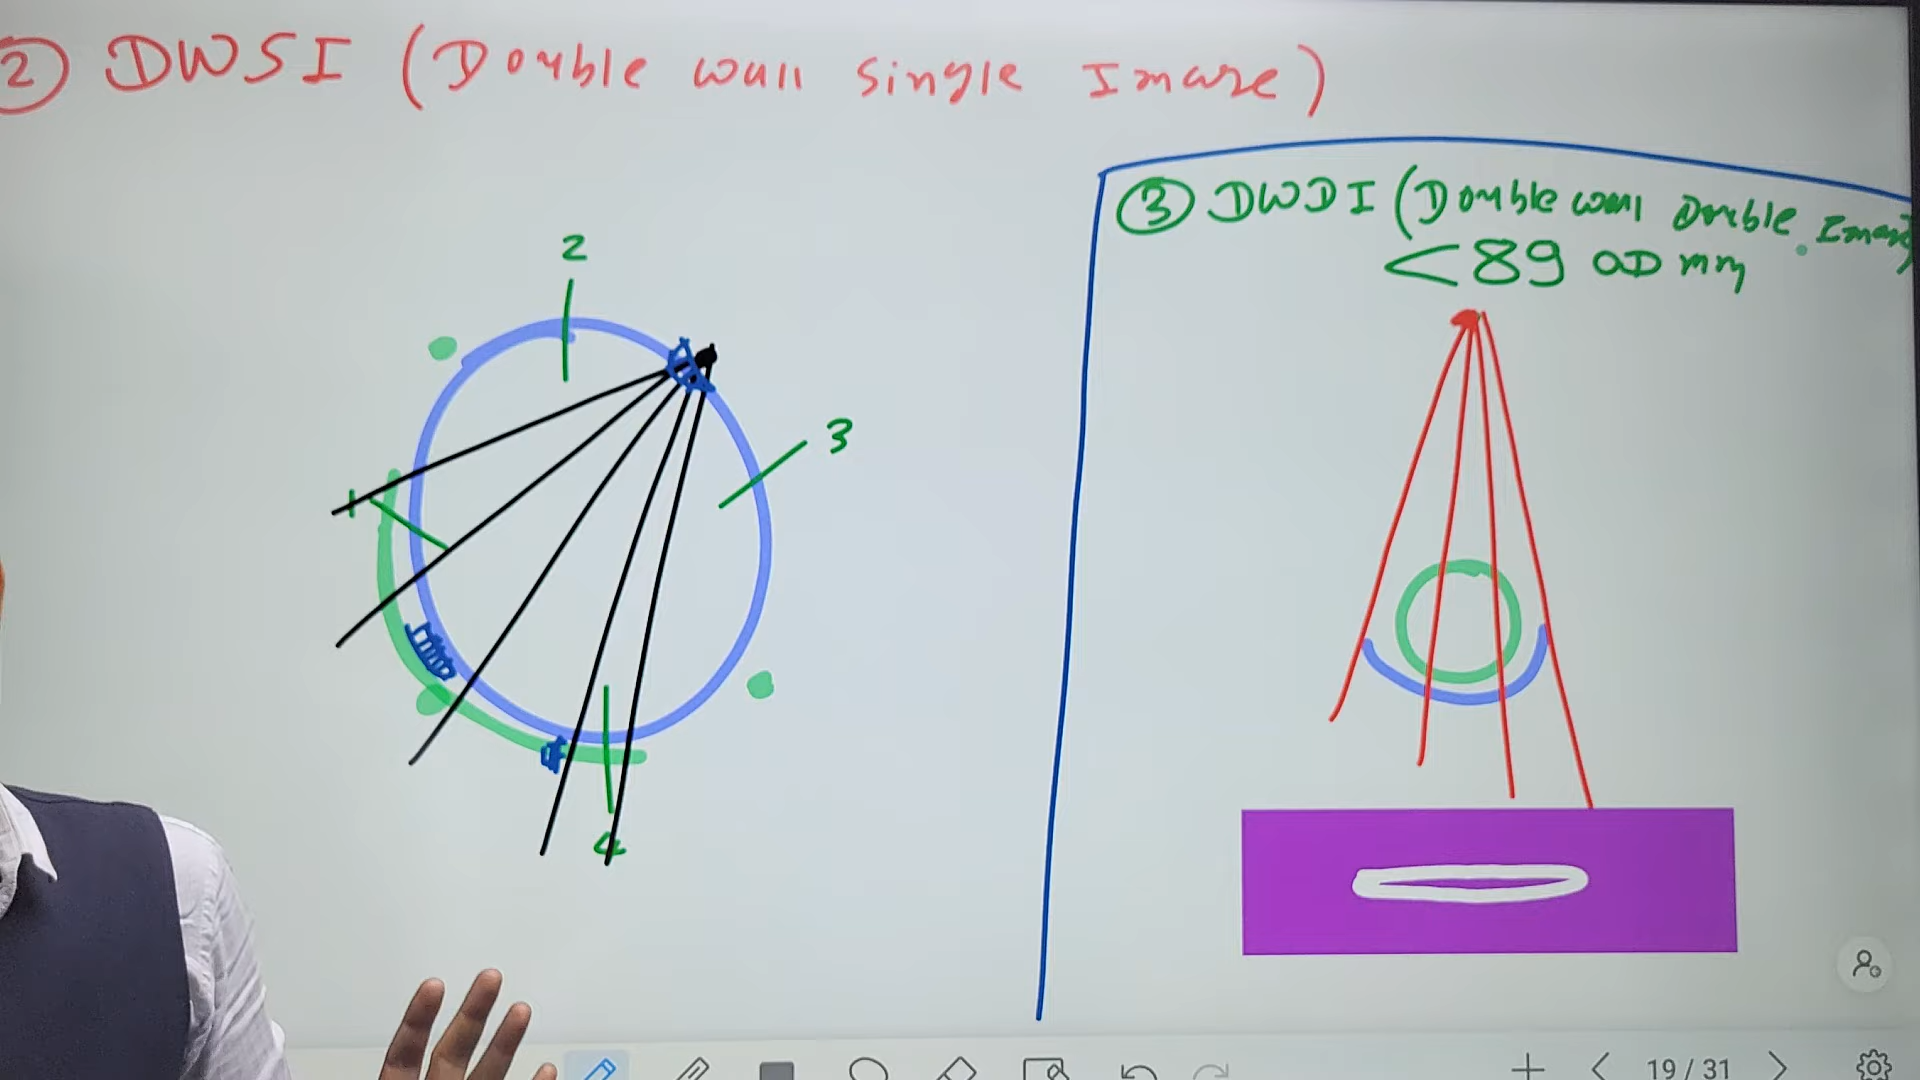 ② DWSI (Double wall Single Image)
③ DWDI (Double wall Double Image)
<89 OD mm
2
3
1
4
19 / 31